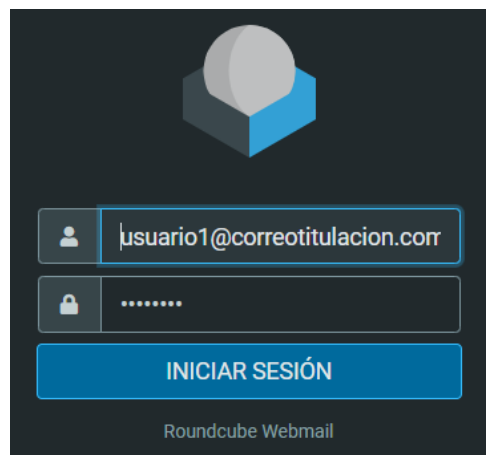 usuario1@correotitulacion.com
••••••••
INICIAR SESIÓN
Roundcube Webmail